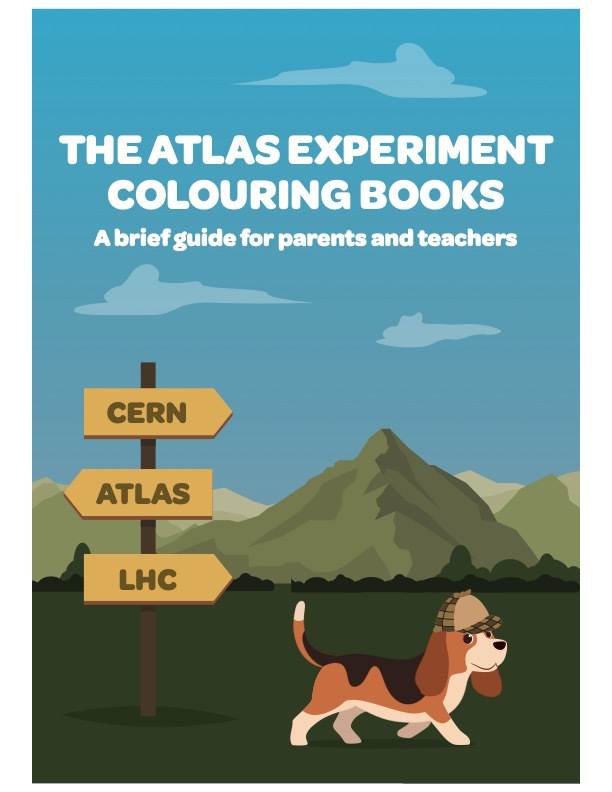 THE ATLAS EXPERIMENT
COLOURING BOOKS
A brief guide for parents and teachers
CERN
ATLAS
LHC